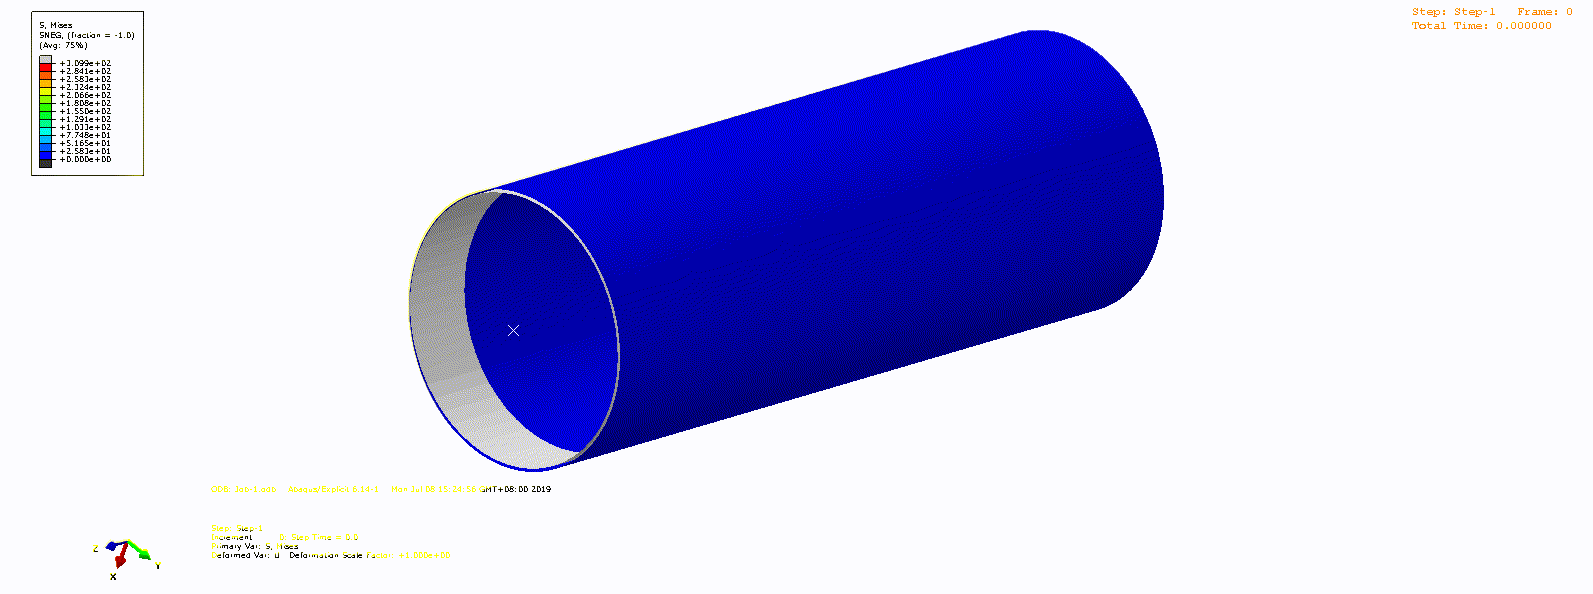 S, Mises
SNEG, (fraction = -1.0)
(Avg: 75%)
+3.099e+02
+2.841e+02
+2.583e+02
+2.324e+02
+2.066e+02
+1.808e+02
+1.550e+02
+1.291e+02
+1.033e+02
+7.748e+01
+5.165e+01
+2.583e+01
+0.000e+00
Step: Step-1 Frame: 0
Total Time: 0.000000
ODB: Job-1.odb Abaqus/Explicit 6.14-1 Mon Jul 08 15:24:38 GMT+08:00 2019
Step: Step-1
Increment 0: Step Time = 0.0
Primary Var: S, Mises
Deformed Var: U Deformation Scale Factor: +1.000e+00
Z
Y
X